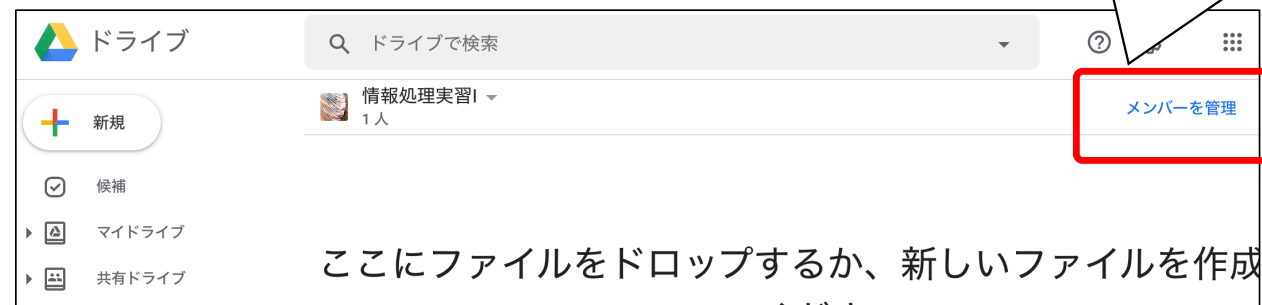 ドライブ
ドライブで検索
情報処理実習I
1人
メンバーを管理
新規
候補
マイドライブ
共有ドライブ
ここにファイルをドロップするか、新しいファイルを作成